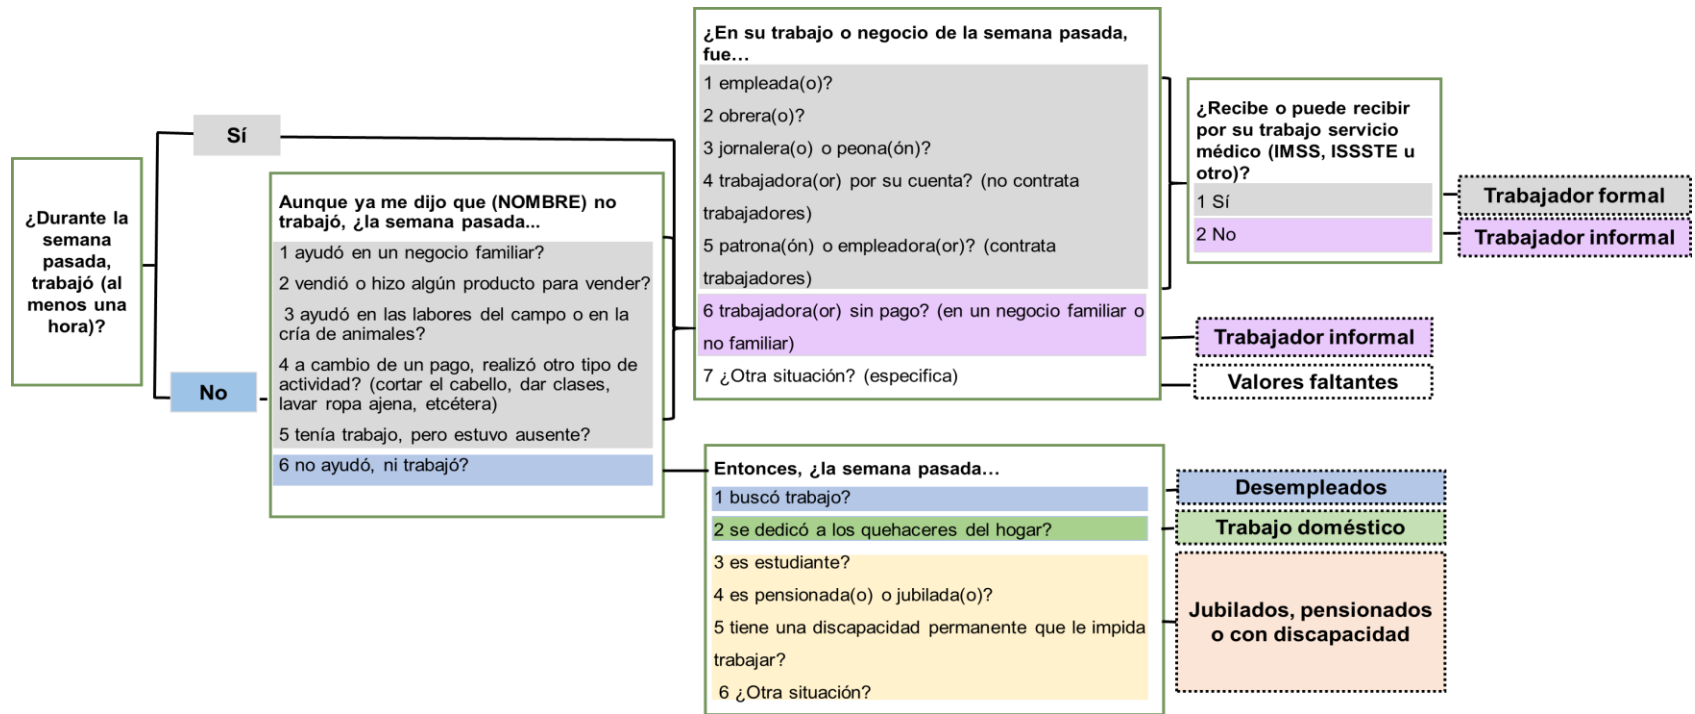 ¿Durante la
semana
pasada,
trabajó (al
menos una
hora)?
Sí
No
Aunque ya me dijo que (NOMBRE) no
trabajó, ¿la semana pasada...
1 ayudó en un negocio familiar?
2 vendió o hizo algún producto para vender?
3 ayudó en las labores del campo o en la
cría de animales?
4 a cambio de un pago, realizó otro tipo de
actividad? (cortar el cabello, dar clases,
lavar ropa ajena, etcétera)
5 tenía trabajo, pero estuvo ausente?
6 no ayudó, ni trabajó?
¿En su trabajo o negocio de la semana pasada,
fue…
1 empleada(o)?
2 obrera(o)?
3 jornalera(o) o peona(ón)?
4 trabajadora(or) por su cuenta? (no contrata
trabajadores)
5 patrona(ón) o empleadora(or)? (contrata
trabajadores)
6 trabajadora(or) sin pago? (en un negocio familiar o
no familiar)
7 ¿Otra situación? (especifica)
¿Recibe o puede recibir
por su trabajo servicio
médico (IMSS, ISSSTE u
otro)?
1 Sí
2 No
Trabajador formal
Trabajador informal
Trabajador informal
Valores faltantes
Entonces, ¿la semana pasada…
1 buscó trabajo?
2 se dedicó a los quehaceres del hogar?
3 es estudiante?
4 es pensionada(o) o jubilada(o)?
5 tiene una discapacidad permanente que le impida
trabajar?
6 ¿Otra situación?
Desempleados
Trabajo doméstico
Jubilados, pensionados
o con discapacidad